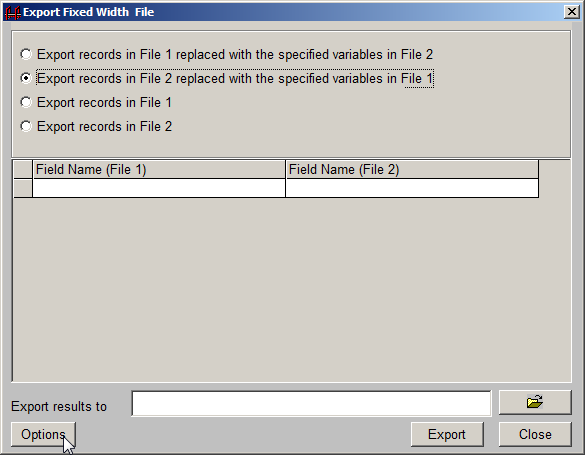 Export Fixed Width File
Export records in File 1 replaced with the specified variables in File 2
Export records in File 2 replaced with the specified variables in File 1
Export records in File 1
Export records in File 2
Field Name (File 1) Field Name (File 2)
Export results to
Options Export Close